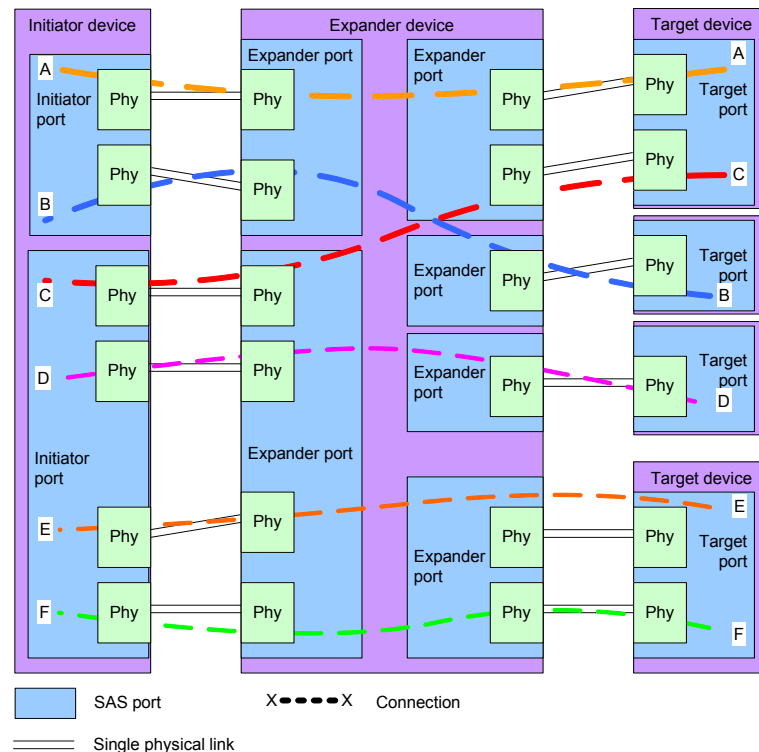 Initiator device
Expander device
Target device
A
Initiator
port
Phy
Phy
B
Expander port
Phy
Phy
Expander
port
Phy
Phy
A
Phy
Target
port
Phy
C
C
Phy
D
Phy
Initiator
port
E
Phy
F
Phy
Phy
Phy
Expander port
Phy
Phy
Expander
port
Phy
Expander
port
Phy
Expander
port
Phy
Phy
Phy
Target
port
B
Phy
Target
port
D
Target device
E
Phy
Target
port
Phy
F
SAS port
X
X
Connection
Single physical link